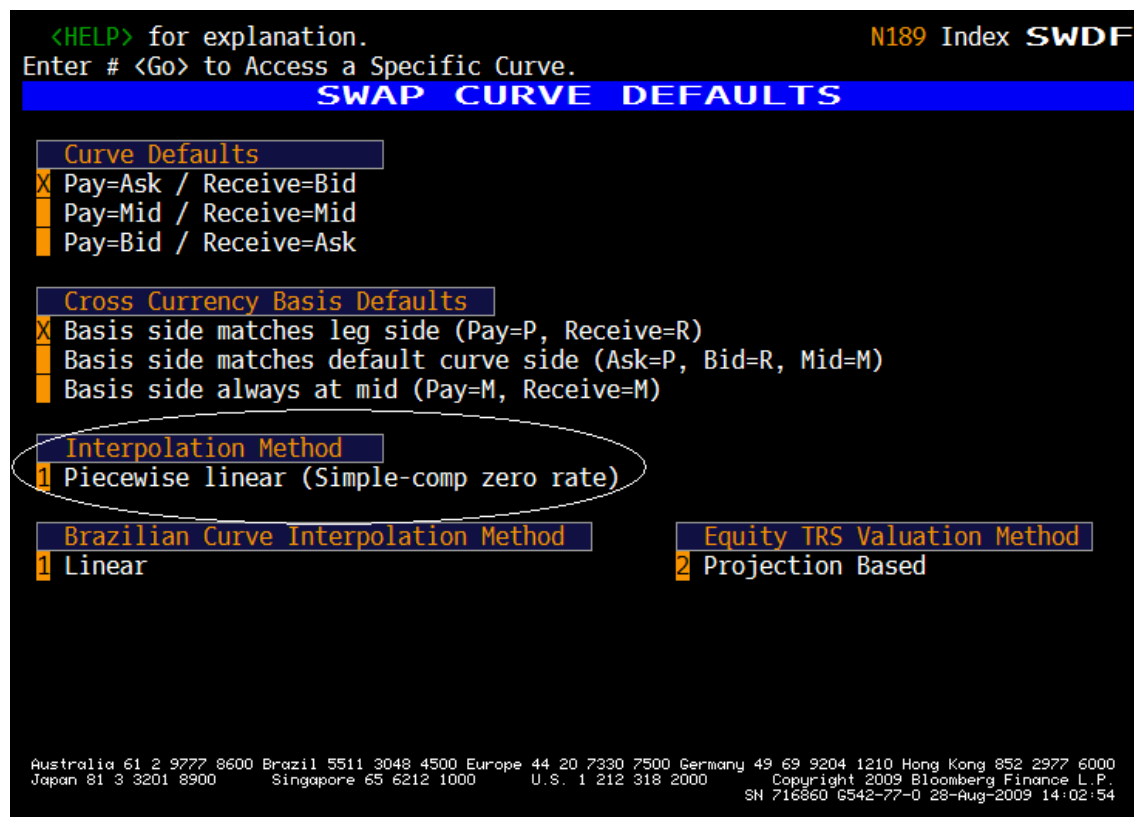 <HELP> for explanation. N189 Index SWDF
Enter # <Go> to Access a Specific Curve.
SWAP CURVE DEFAULTS
Curve Defaults
X Pay=Ask / Receive=Bid
Pay=Mid / Receive=Mid
Pay=Bid / Receive=Ask
Cross Currency Basis Defaults
X Basis side matches leg side (Pay=P, Receive=R)
Basis side matches default curve side (Ask=P, Bid=R, Mid=M)
Basis side always at mid (Pay=M, Receive=M)
Interpolation Method
1 Piecewise linear (Simple-comp zero rate)
Brazilian Curve Interpolation Method Equity TRS Valuation Method
1 Linear 2 Projection Based
Australia 61 2 9777 8600 Brazil 5511 3048 4500 Europe 44 20 7330 7500 Germany 49 69 9204 1210 Hong Kong 852 2977 6000
Japan 81 3 3201 8900 Singapore 65 6212 1000 U.S. 1 212 318 2000 Copyright 2009 Bloomberg Finance L.P.
SN 716860 G542-77-0 28-Aug-2009 14:02:54